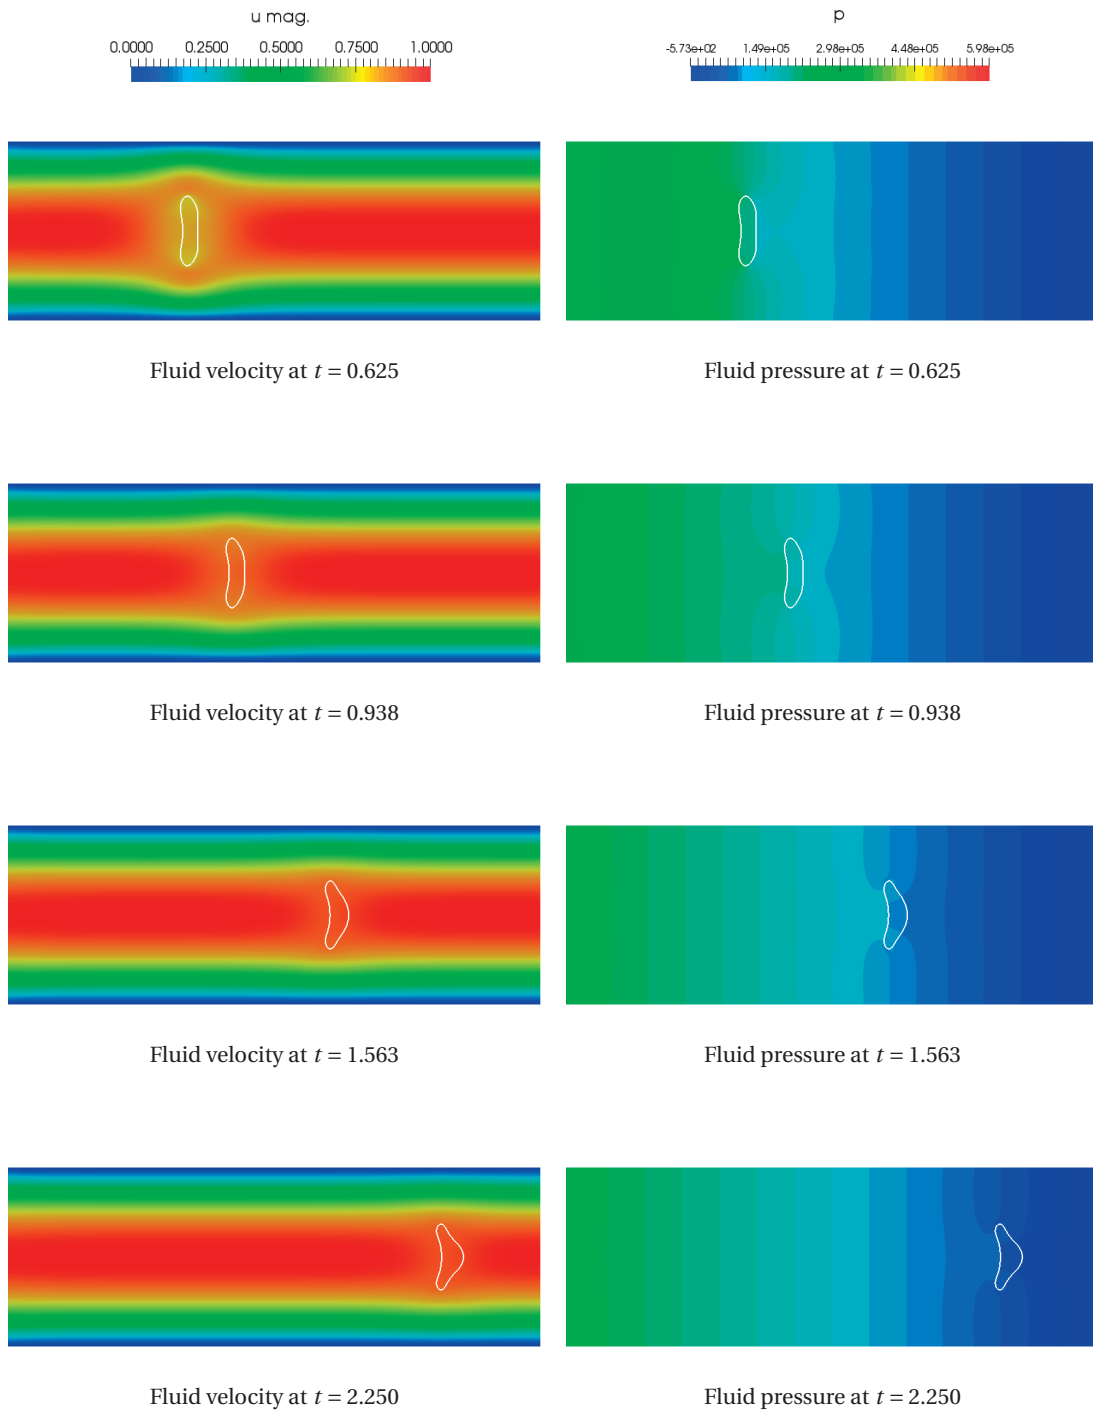 u mag.
0.0000 0.2500 0.5000 0.7500 1.0000
p
-5.73e+02 1.49e+05 2.98e+05 4.48e+05 5.98e+05
Fluid velocity at t = 0.625
Fluid pressure at t = 0.625
Fluid velocity at t = 0.938
Fluid pressure at t = 0.938
Fluid velocity at t = 1.563
Fluid pressure at t = 1.563
Fluid velocity at t = 2.250
Fluid pressure at t = 2.250